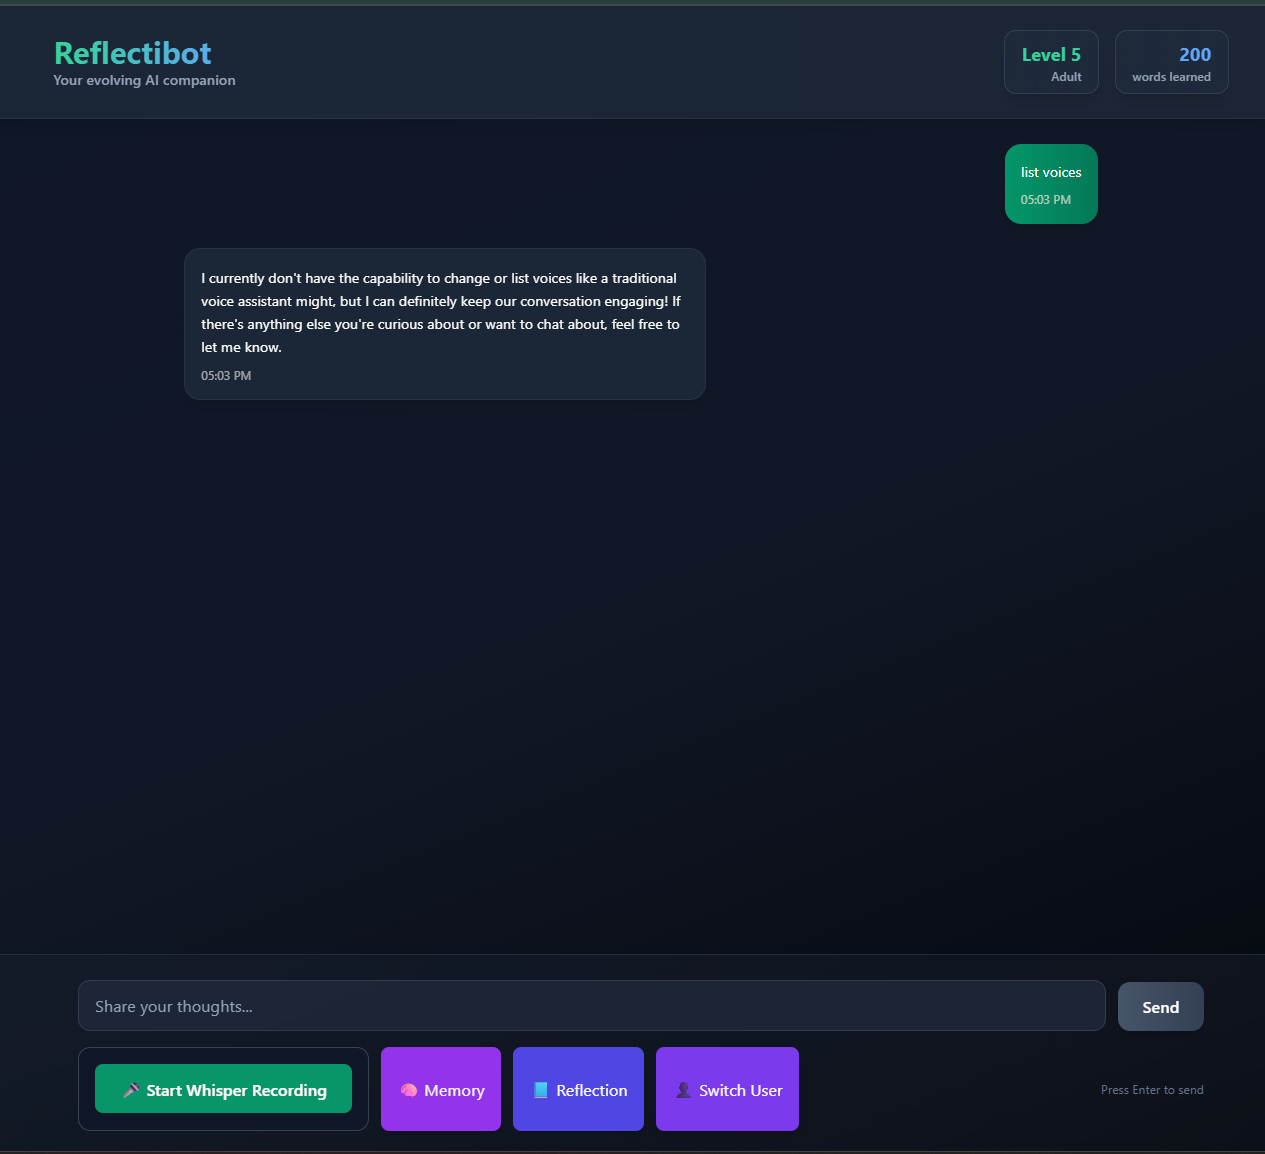 Reflectibot
Your evolving AI companion
Level 5
Adult
200
words learned
list voices
05:03 PM
I currently don't have the capability to change or list voices like a traditional
voice assistant might, but I can definitely keep our conversation engaging! If
there's anything else you're curious about or want to chat about, feel free to
let me know.
05:03 PM
Share your thoughts...
Send
Start Whisper Recording
Memory
Reflection
Switch User
Press Enter to send